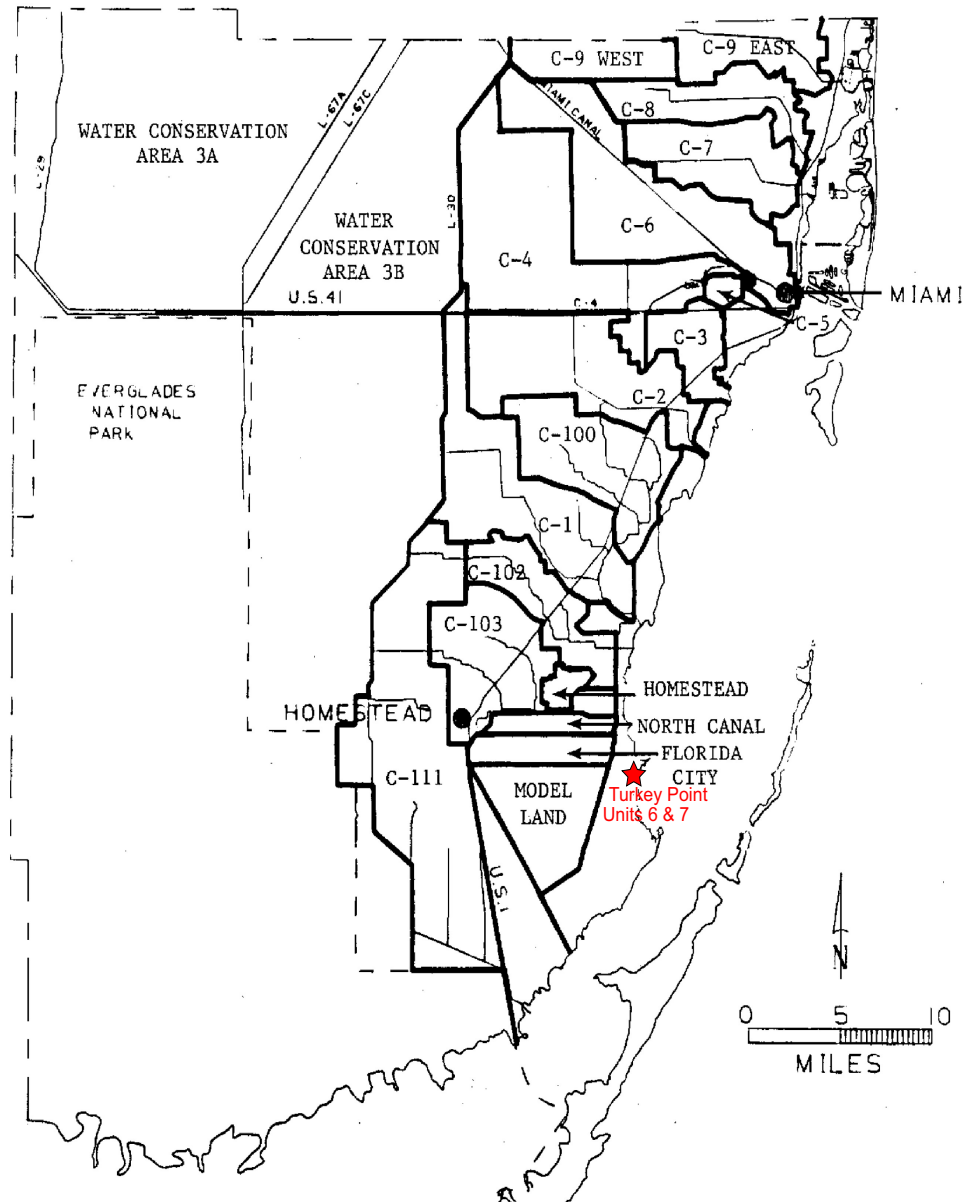 C-9 WEST
C-9 EAST
L-67A
L-67C
MIAMI CANAL
C-8
WATER CONSERVATION
AREA 3A
C-7
L-29
L-30
WATER
CONSERVATION
AREA 3B
C-6
C-4
U.S.41
C-4
MIAMI
C-5
C-3
EVERGLADES
NATIONAL
PARK
C-2
C-100
C-1
C-102
C-103
HOMESTEAD
HOMESTEAD
NORTH CANAL
FLORIDA
CITY
C-111
MODEL
LAND
Turkey Point
Units 6 & 7
U.S.1
N
0 5 10
MILES